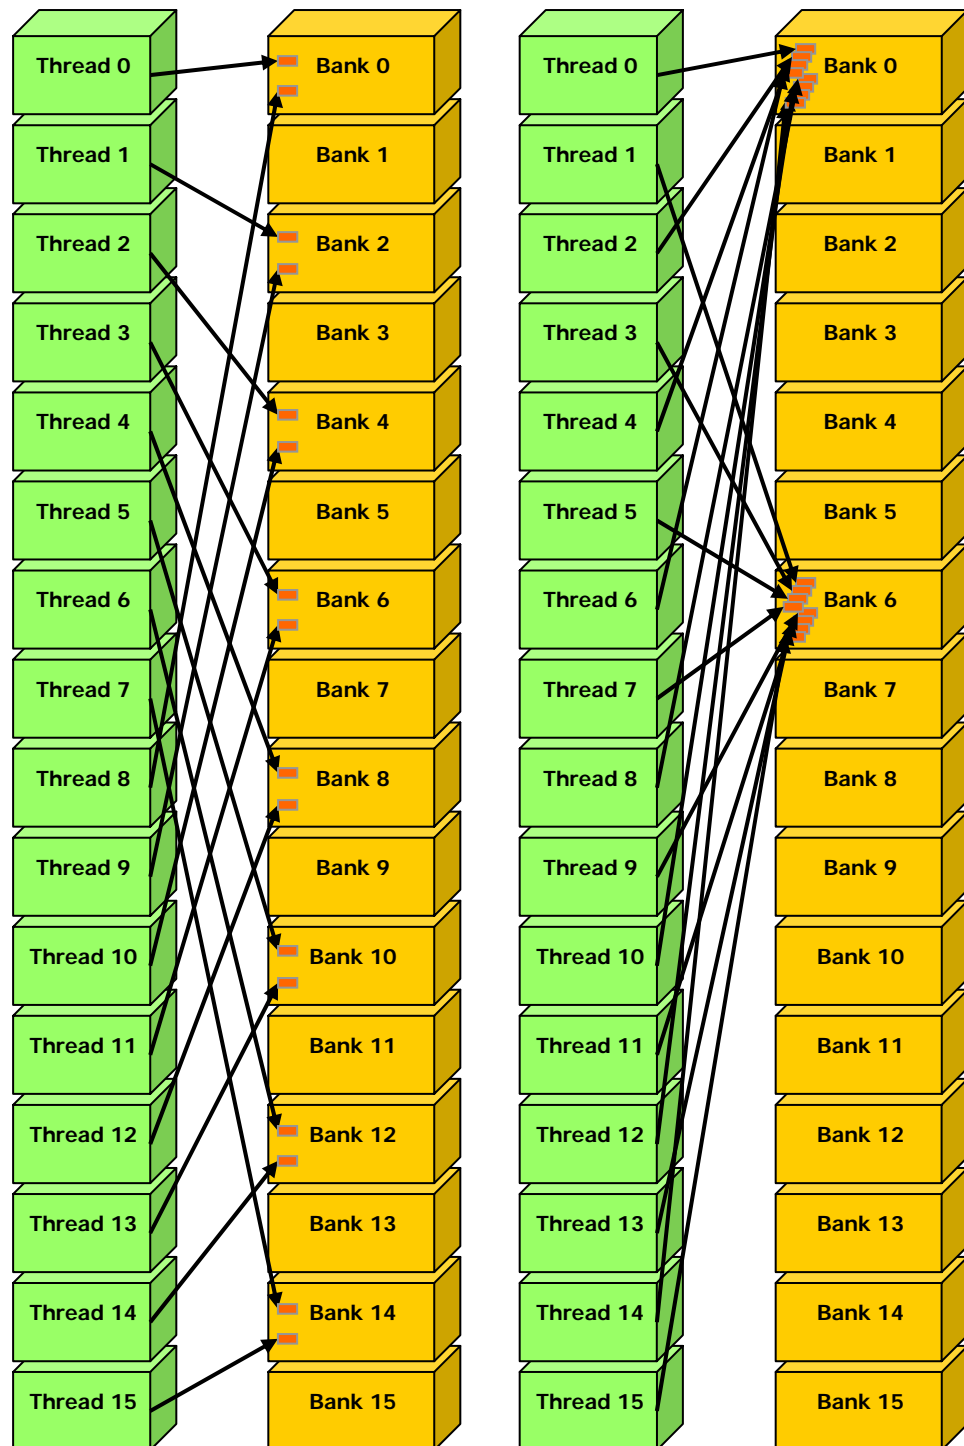 Thread 0 Bank 0 Thread 0 Bank 0
Thread 1 Bank 1 Thread 1 Bank 1
Thread 2 Bank 2 Thread 2 Bank 2
Thread 3 Bank 3 Thread 3 Bank 3
Thread 4 Bank 4 Thread 4 Bank 4
Thread 5 Bank 5 Thread 5 Bank 5
Thread 6 Bank 6 Thread 6 Bank 6
Thread 7 Bank 7 Thread 7 Bank 7
Thread 8 Bank 8 Thread 8 Bank 8
Thread 9 Bank 9 Thread 9 Bank 9
Thread 10 Bank 10 Thread 10 Bank 10
Thread 11 Bank 11 Thread 11 Bank 11
Thread 12 Bank 12 Thread 12 Bank 12
Thread 13 Bank 13 Thread 13 Bank 13
Thread 14 Bank 14 Thread 14 Bank 14
Thread 15 Bank 15 Thread 15 Bank 15